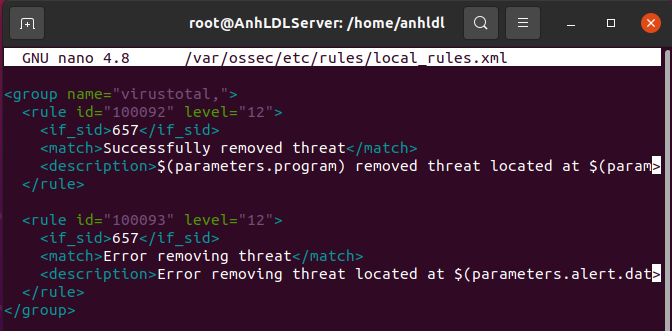 root@AnhLDLServer: /home/anhldl
GNU nano 4.8 /var/ossec/etc/rules/local_rules.xml
<group name="virustotal,">
<rule id="100092" level="12">
<if_sid>657</if_sid>
<match>Successfully removed threat</match>
<description>$(parameters.program) removed threat located at $(param>
</rule>
<rule id="100093" level="12">
<if_sid>657</if_sid>
<match>Error removing threat</match>
<description>Error removing threat located at $(parameters.alert.dat>
</rule>
</group>